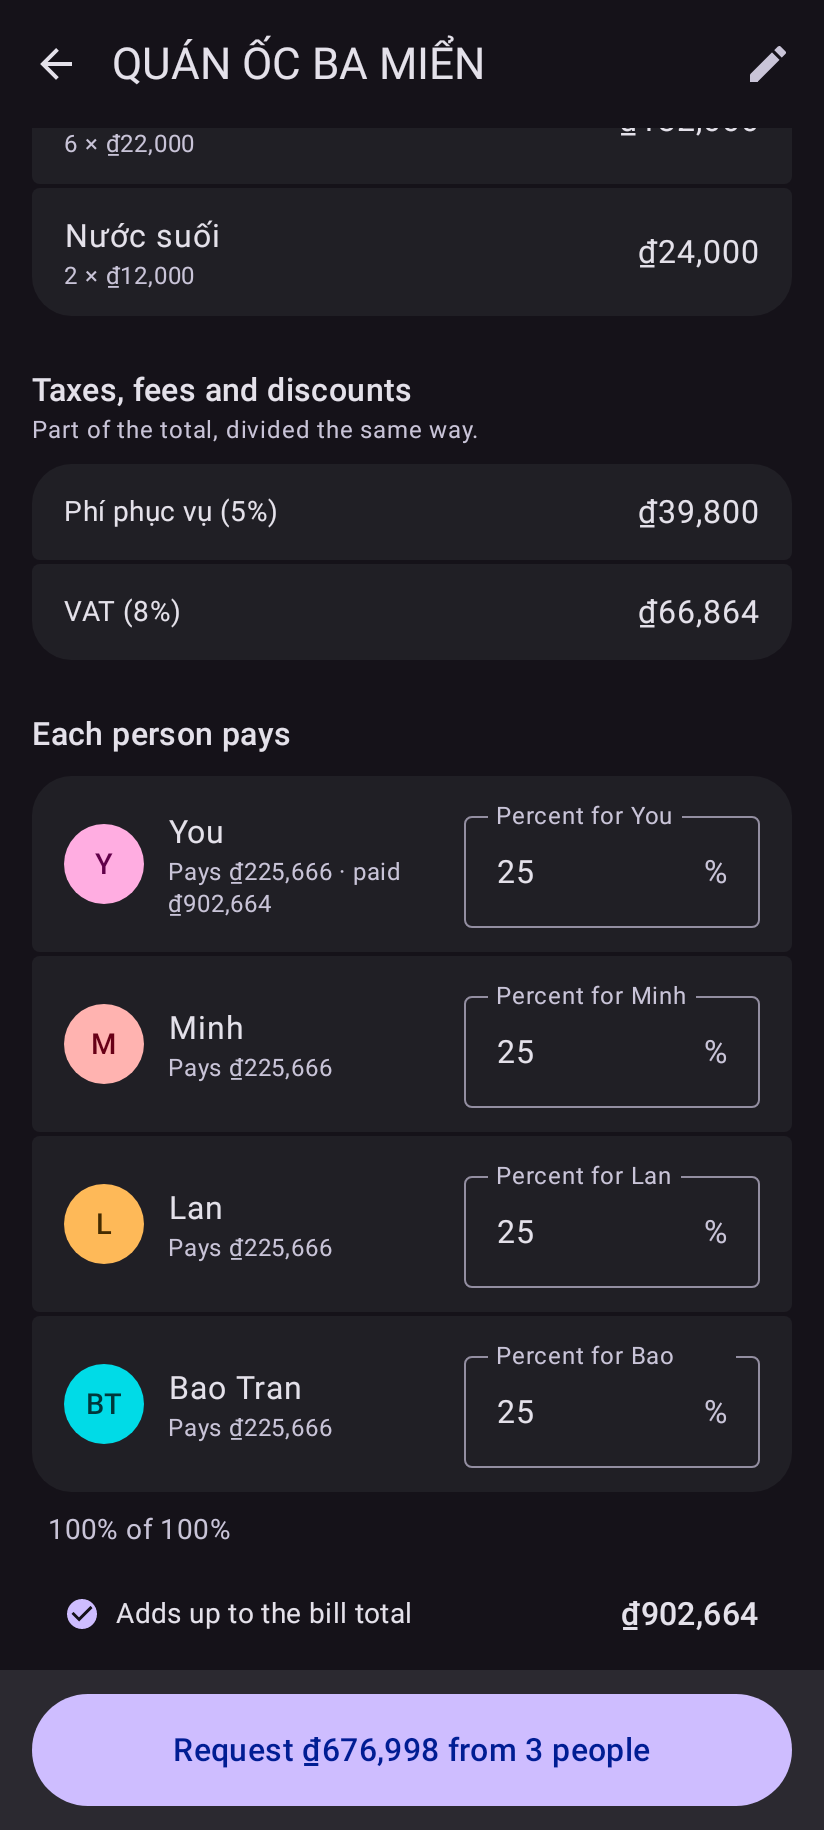 QUÁN ỐC BA MIỂN
6 × ₫22,000
Nước suối
2 × ₫12,000
₫24,000
Taxes, fees and discounts
Part of the total, divided the same way.
Phí phục vụ (5%)
₫39,800
VAT (8%)
₫66,864
Each person pays
Y
You
Pays ₫225,666 · paid
₫902,664
Percent for You
25
%
M
Minh
Pays ₫225,666
Percent for Minh
25
%
L
Lan
Pays ₫225,666
Percent for Lan
25
%
BT
Bao Tran
Pays ₫225,666
Percent for Bao
25
%
100% of 100%
Adds up to the bill total
₫902,664
Request ₫676,998 from 3 people